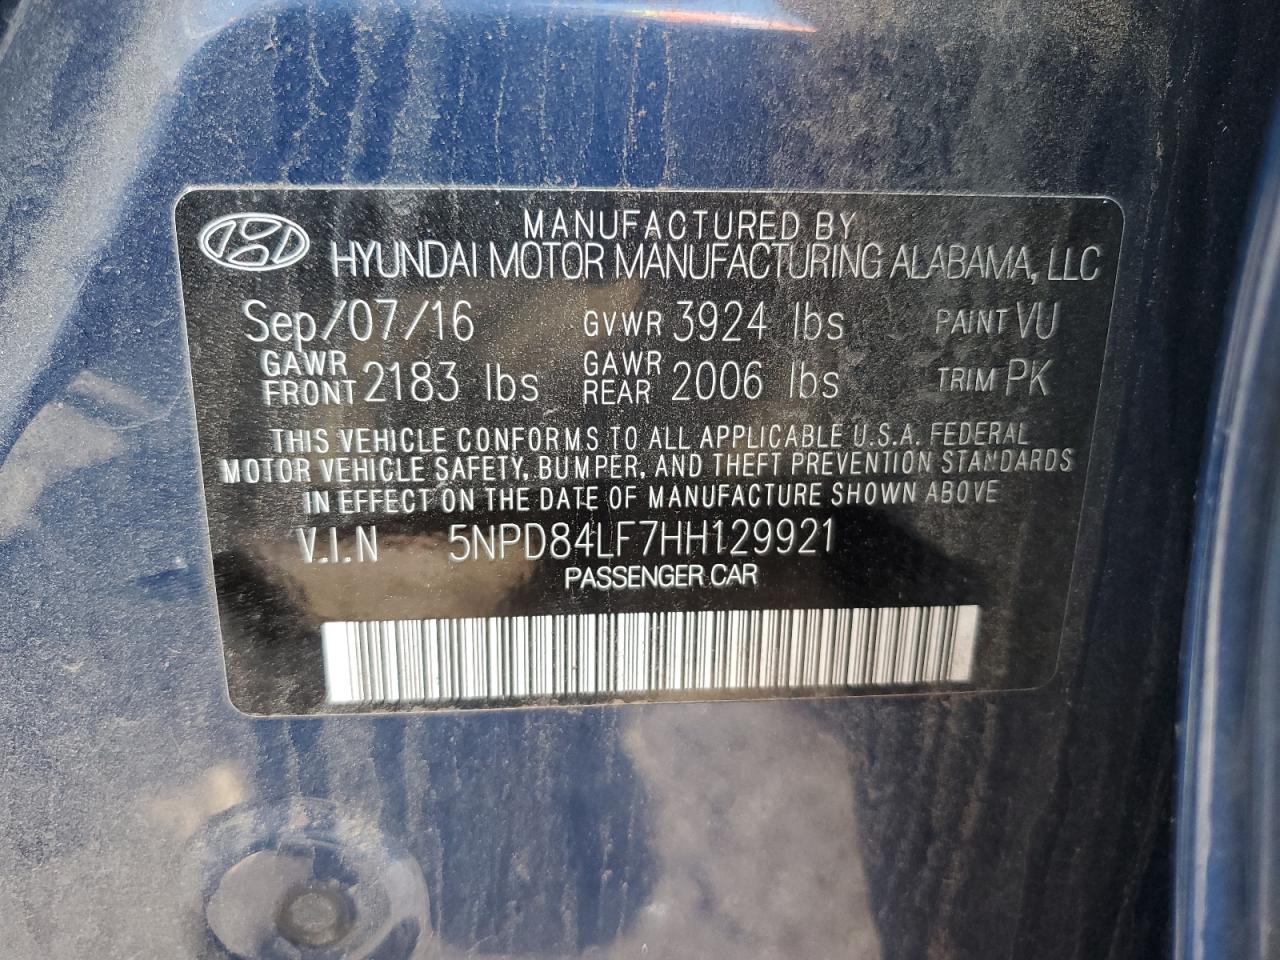 MANUFACTURED BY
HYUNDAI MOTOR MANUFACTURING ALABAMA, LLC
Sep/07/16 GVWR 3924 lbs PAINT VU
GAWR FRONT 2183 lbs GAWR REAR 2006 lbs TRIM PK
THIS VEHICLE CONFORMS TO ALL APPLICABLE U.S.A. FEDERAL
MOTOR VEHICLE SAFETY, BUMPER, AND THEFT PREVENTION STANDARDS
IN EFFECT ON THE DATE OF MANUFACTURE SHOWN ABOVE
V.I.N 5NPD84LF7HH129921
PASSENGER CAR